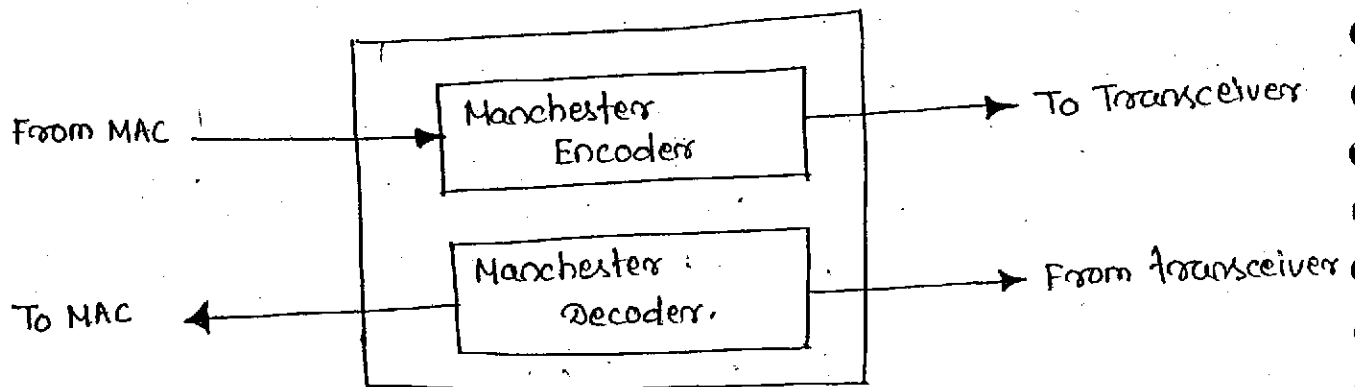 From MAC
Manchester
Encoder
To Transceiver
To MAC
Manchester :
Decoder.
From transceiver